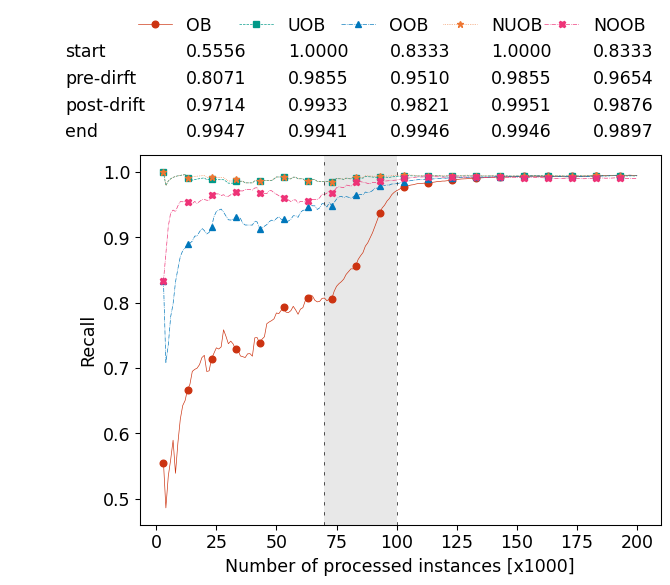 OB UOB OOB NUOB NOOB
start 0.5556 1.0000 0.8333 1.0000 0.8333
pre-dirft 0.8071 0.9855 0.9510 0.9855 0.9654
post-drift 0.9714 0.9933 0.9821 0.9951 0.9876
end 0.9947 0.9941 0.9946 0.9946 0.9897
1.0
0.9
0.8
0.7
0.6
0.5
Recall
0 25 50 75 100 125 150 175 200
Number of processed instances [x1000]